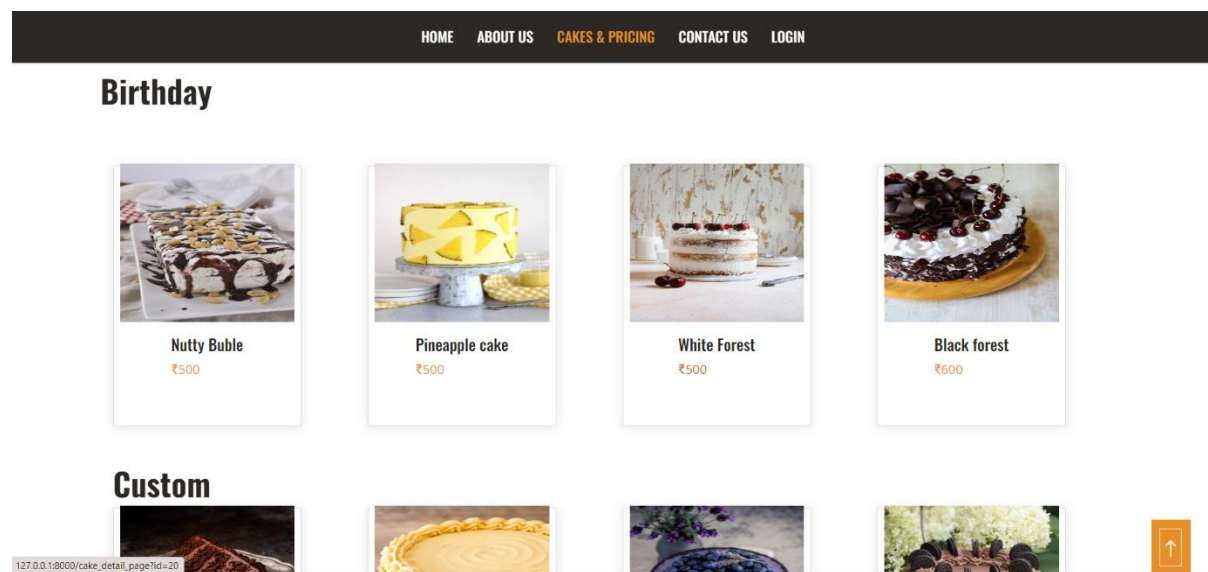 HOME ABOUT US CAKES & PRICING CONTACT US LOGIN
Birthday
Nutty Buble
₹500
Pineapple cake
₹500
White Forest
₹500
Black forest
₹600
Custom
127.0.0.1:8000/cake_detail_page?id=20